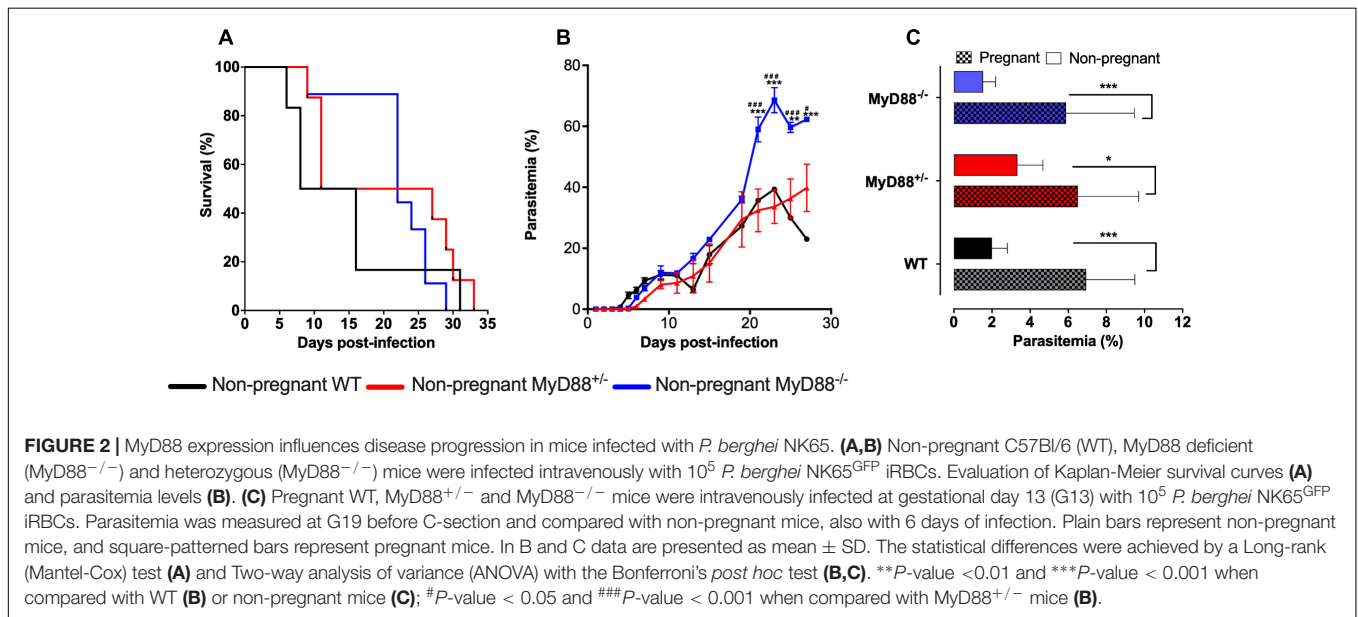 A
B
C
Pregnant Non-pregnant
Survival (%)
100
80
60
40
20
0
0 5 10 15 20 25 30 35
Days post-infection
Parasitemia (%)
80
60
40
20
0
0 10 20 30
Days post-infection
###
***
###
***
###
**
#
***
MyD88-/-
***
MyD88+/-
*
WT
***
0 2 4 6 8 10 12
Parasitemia (%)
Non-pregnant WT Non-pregnant MyD88+/- Non-pregnant MyD88-/-
FIGURE 2 | MyD88 expression influences disease progression in mice infected with P. berghei NK65. (A,B) Non-pregnant C57Bl/6 (WT), MyD88 deficient
(MyD88−/−) and heterozygous (MyD88−/−) mice were infected intravenously with 10⁵ P. berghei NK65GFP iRBCs. Evaluation of Kaplan-Meier survival curves (A)
and parasitemia levels (B). (C) Pregnant WT, MyD88+/− and MyD88−/− mice were intravenously infected at gestational day 13 (G13) with 10⁵ P. berghei NK65GFP
iRBCs. Parasitemia was measured at G19 before C-section and compared with non-pregnant mice, also with 6 days of infection. Plain bars represent non-pregnant
mice, and square-patterned bars represent pregnant mice. In B and C data are presented as mean ± SD. The statistical differences were achieved by a Long-rank
(Mantel-Cox) test (A) and Two-way analysis of variance (ANOVA) with the Bonferroni's post hoc test (B,C). **P-value <0.01 and ***P-value < 0.001 when
compared with WT (B) or non-pregnant mice (C); #P-value < 0.05 and ###P-value < 0.001 when compared with MyD88+/− mice (B).